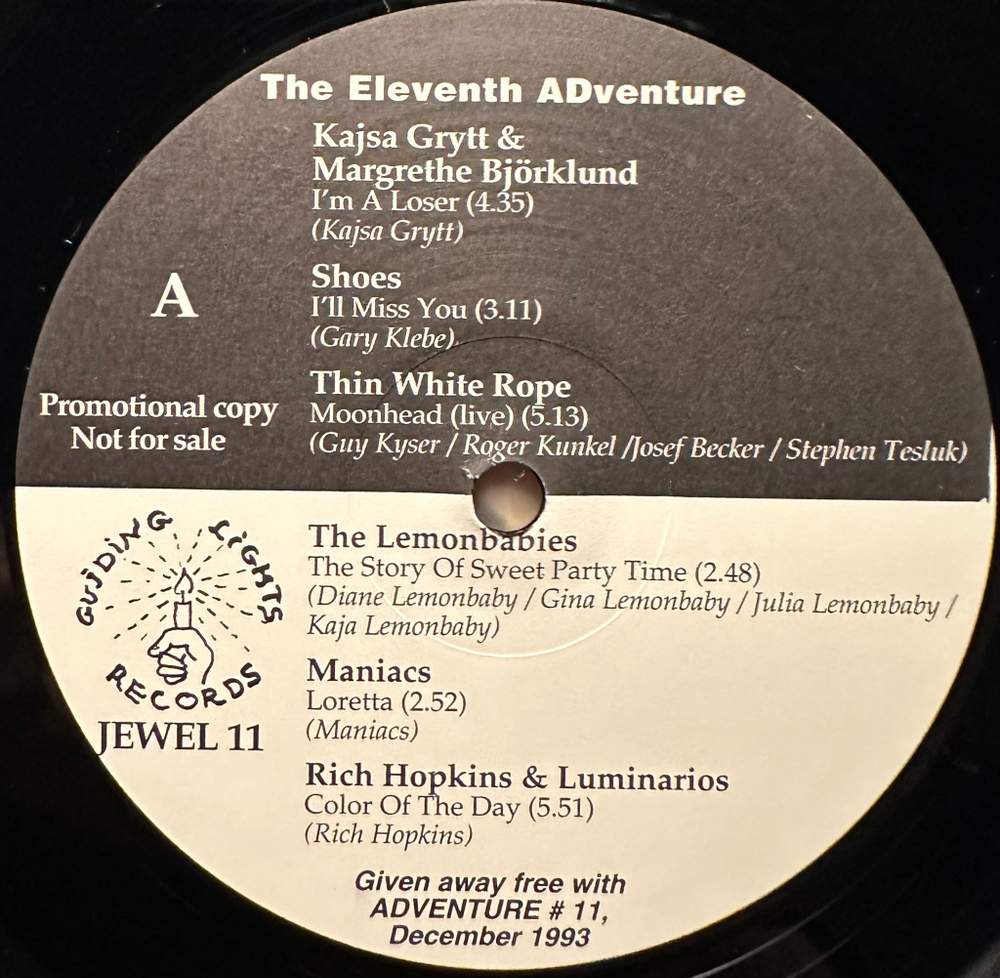 The Eleventh ADventure
Kajsa Grytt &
Margrethe Björklund
I'm A Loser (4.35)
(Kajsa Grytt)
Shoes
I'll Miss You (3.11)
(Gary Klebe)
Thin White Rope
Moonhead (live) (5.13)
(Guy Kyser / Roger Kunkel /Josef Becker / Stephen Tesluk)
A
Promotional copy
Not for sale
GUiDiNG LiGHTS
RECORDS
JEWEL 11
The Lemonbabies
The Story Of Sweet Party Time (2.48)
(Diane Lemonbaby / Gina Lemonbaby / Julia Lemonbaby /
Kaja Lemonbaby)
Maniacs
Loretta (2.52)
(Maniacs)
Rich Hopkins & Luminarios
Color Of The Day (5.51)
(Rich Hopkins)
Given away free with
ADVENTURE # 11,
December 1993